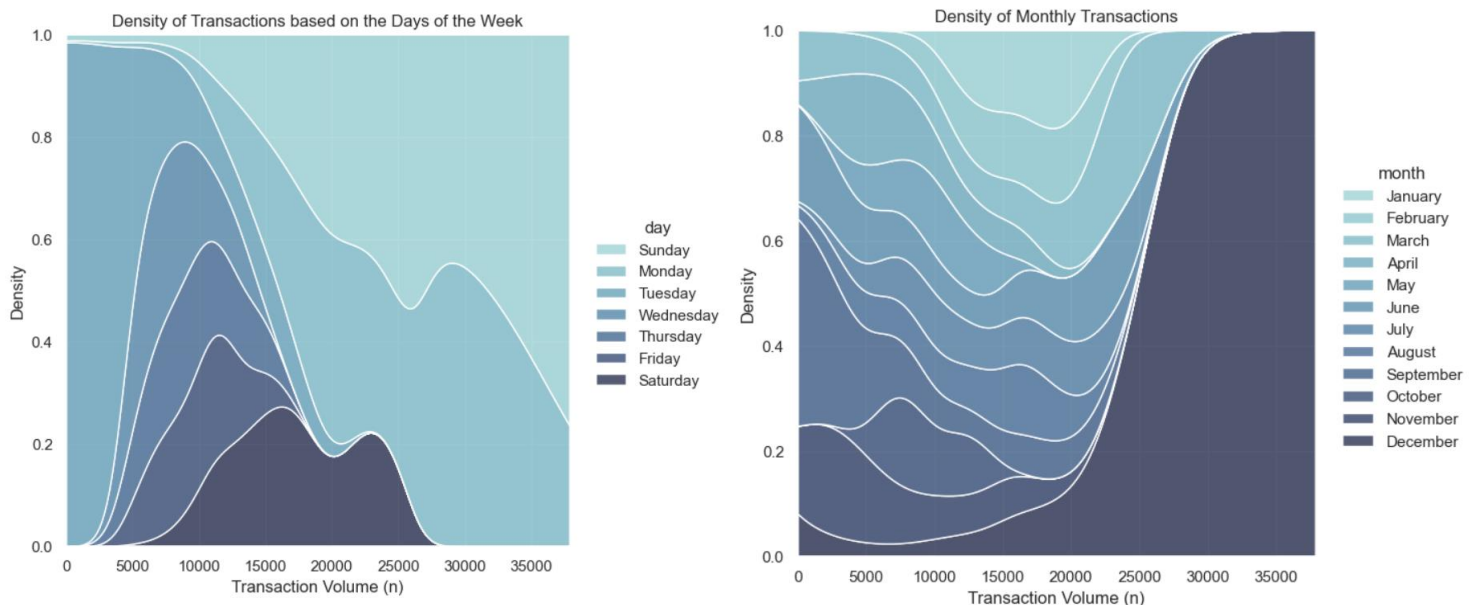 Density of Transactions based on the Days of the Week
1.0
0.8
0.6
0.4
0.2
0.0
Density
0 5000 10000 15000 20000 25000 30000 35000
Transaction Volume (n)
day
Sunday
Monday
Tuesday
Wednesday
Thursday
Friday
Saturday
Density of Monthly Transactions
1.0
0.8
0.6
0.4
0.2
0.0
Density
0 5000 10000 15000 20000 25000 30000 35000
Transaction Volume (n)
month
January
February
March
April
May
June
July
August
September
October
November
December